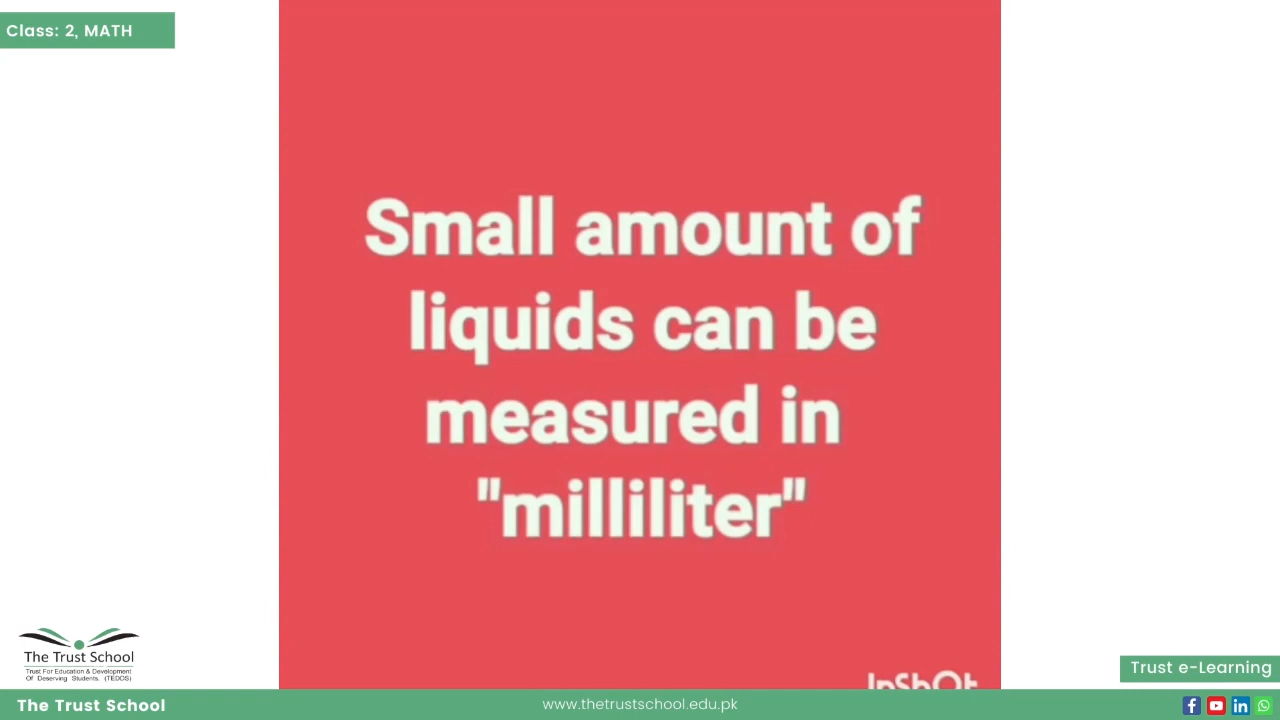 Class: 2, MATH
Small amount of
liquids can be
measured in
"milliliter"
InShOt
The Trust School
Trust For Education & Development
Of Deserving Students. (TEDDS)
Trust e-Learning
The Trust School
www.thetrustschool.edu.pk